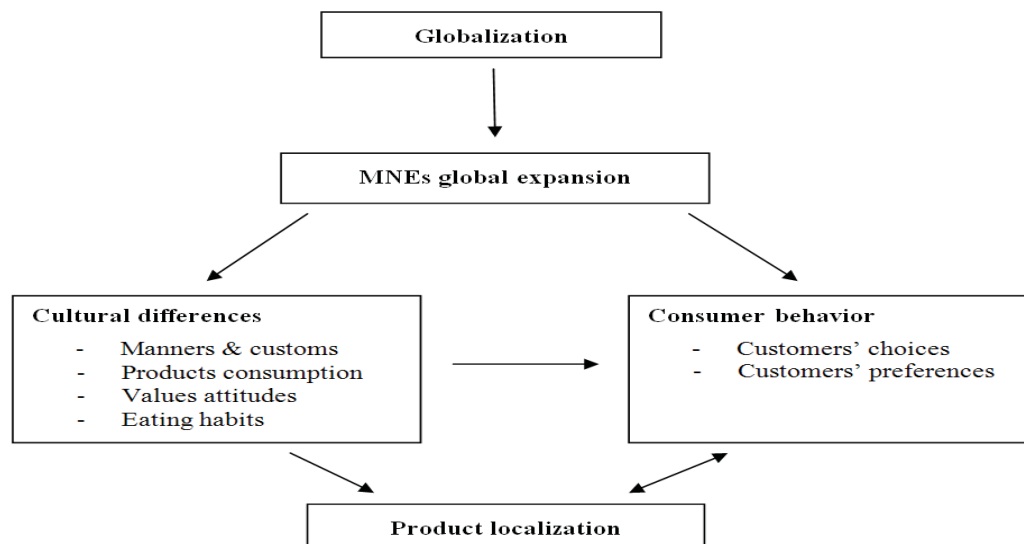 Globalization
MNEs global expansion
Cultural differences
- Manners & customs
- Products consumption
- Values attitudes
- Eating habits
Consumer behavior
- Customers’ choices
- Customers’ preferences
Product localization